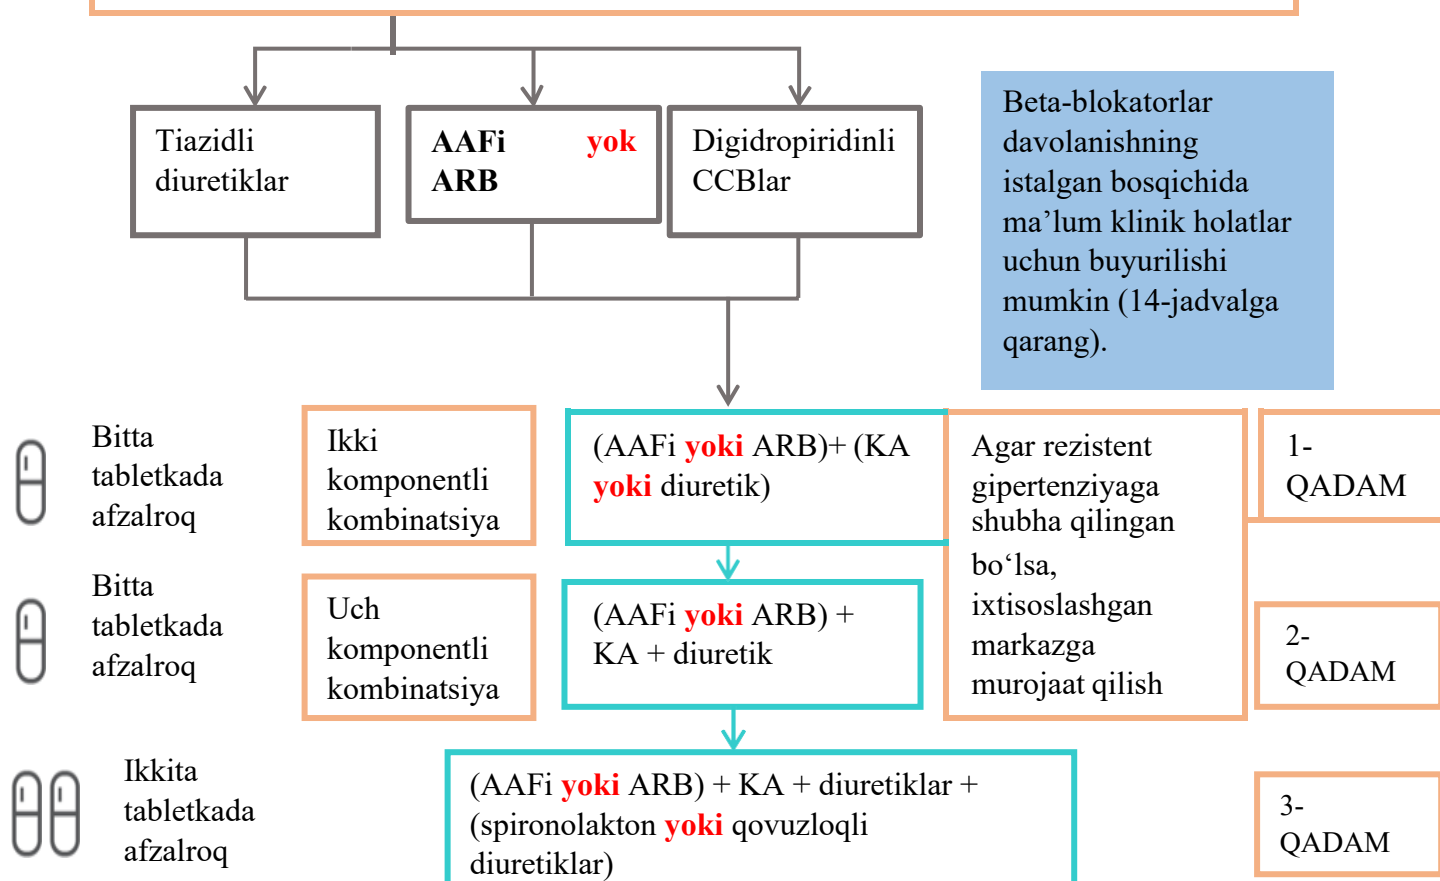 Tiazidli
diuretiklar
AAFi yok
ARB
Digidropiridinli
CCBlar
Beta-blokatorlar
davolanishning
istalgan bosqichida
ma’lum klinik holatlar
uchun buyurilishi
mumkin (14-jadvalga
qarang).
Bitta
tabletkada
afzalroq
Ikki
komponentli
kombinatsiya
(AAFi yoki ARB)+ (KA
yoki diuretik)
Agar rezistent
gipertenziyaga
shubha qilingan
bo‘lsa,
ixtisoslashgan
markazga
murojaat qilish
1-
QADAM
Bitta
tabletkada
afzalroq
Uch
komponentli
kombinatsiya
(AAFi yoki ARB) +
KA + diuretik
2-
QADAM
Ikkita
tabletkada
afzalroq
(AAFi yoki ARB) + KA + diuretiklar +
(spironolakton yoki qovuzloqli
diuretiklar)
3-
QADAM